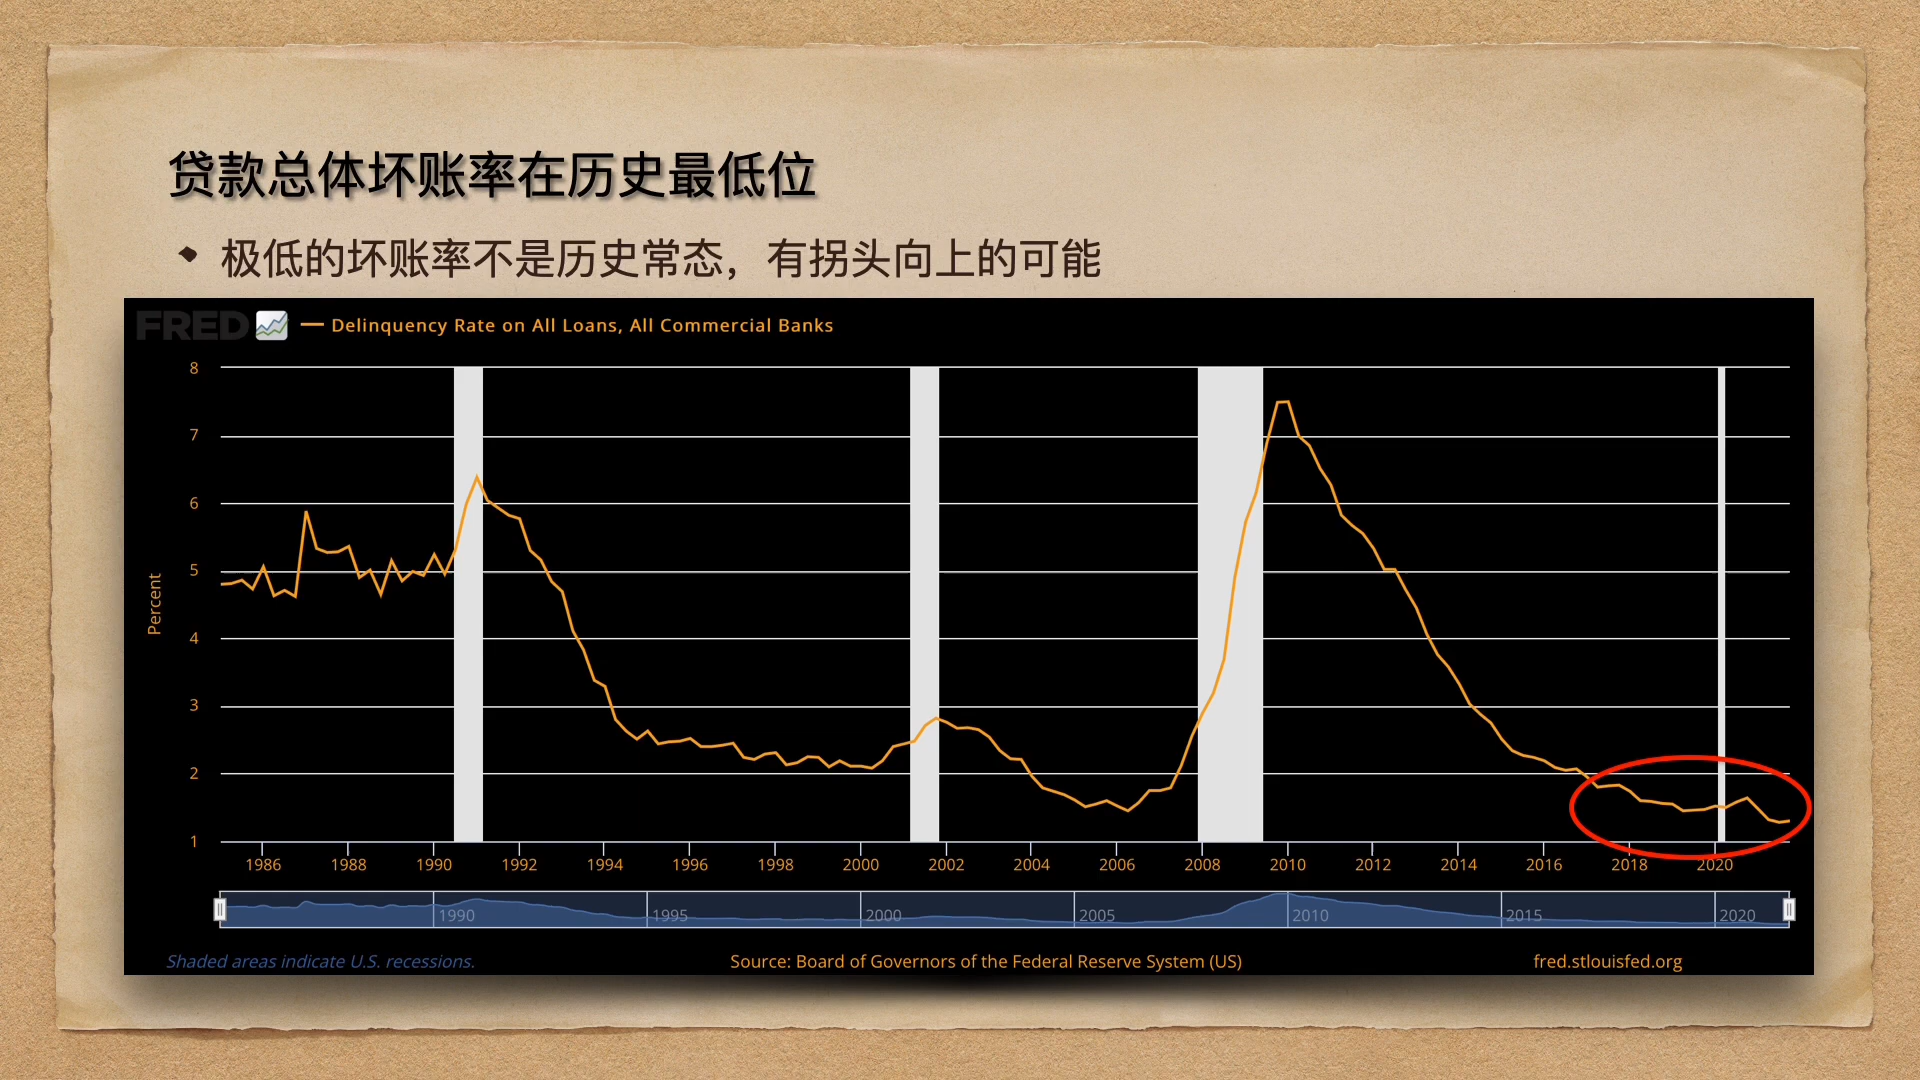 贷款总体坏账率在历史最低位
极低的坏账率不是历史常态，有拐头向上的可能
FRED
Delinquency Rate on All Loans, All Commercial Banks
Percent
8
7
6
5
4
3
2
1
1986 1988 1990 1992 1994 1996 1998 2000 2002 2004 2006 2008 2010 2012 2014 2016 2018 2020
1990 1995 2000 2005 2010 2015 2020
Shaded areas indicate U.S. recessions.
Source: Board of Governors of the Federal Reserve System (US)
fred.stlouisfed.org